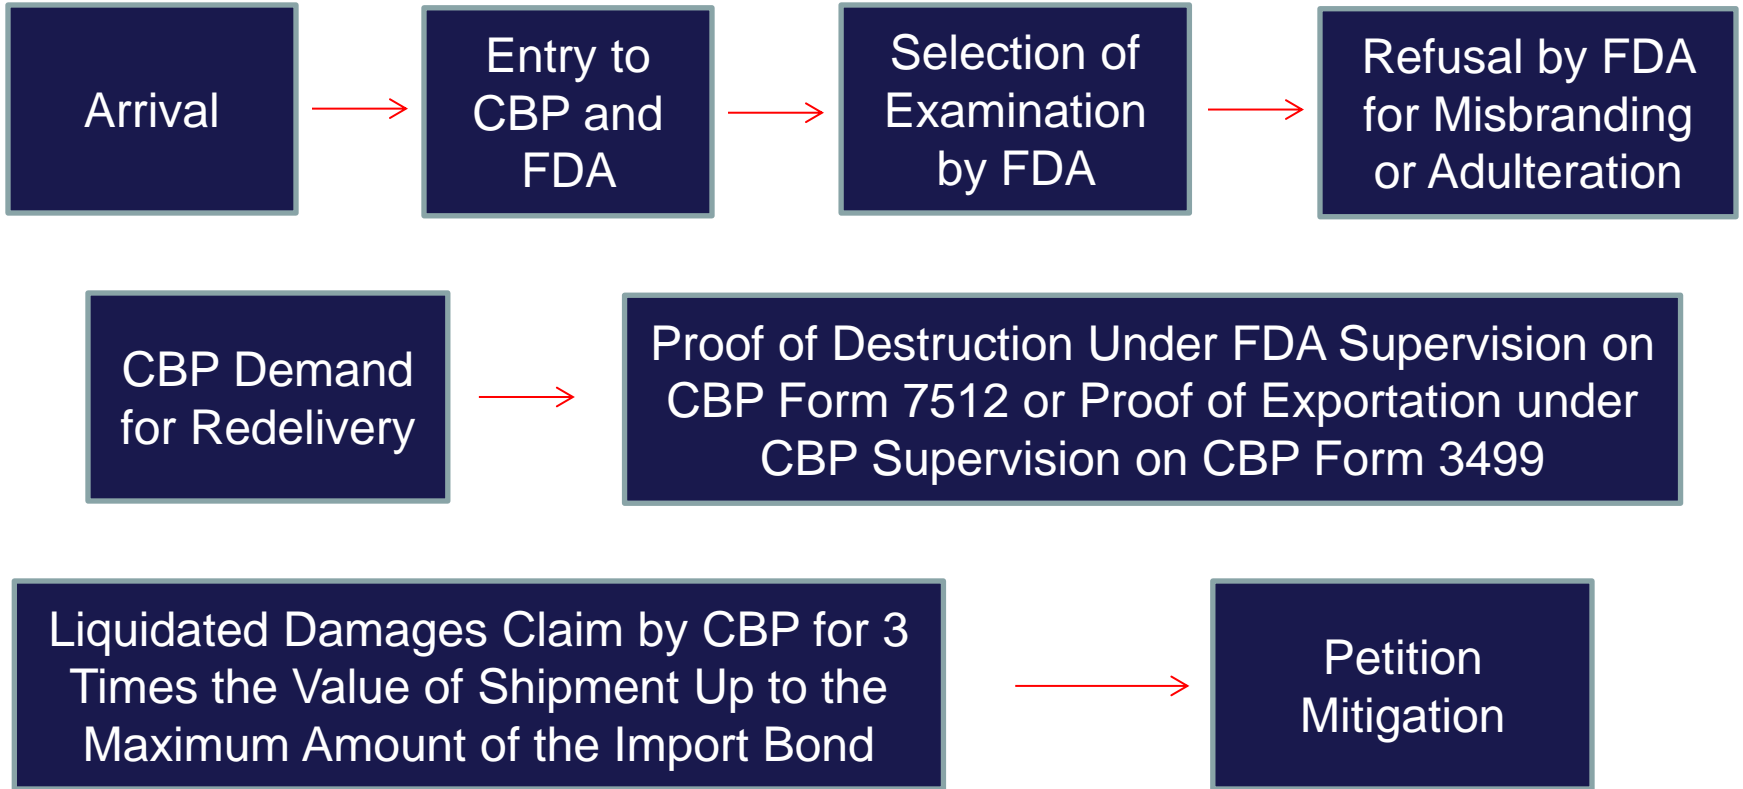 Arrival
Entry to
CBP and
FDA
Selection of
Examination
by FDA
Refusal by FDA
for Misbranding
or Adulteration
CBP Demand
for Redelivery
Proof of Destruction Under FDA Supervision on
CBP Form 7512 or Proof of Exportation under
CBP Supervision on CBP Form 3499
Liquidated Damages Claim by CBP for 3
Times the Value of Shipment Up to the
Maximum Amount of the Import Bond
Petition
Mitigation